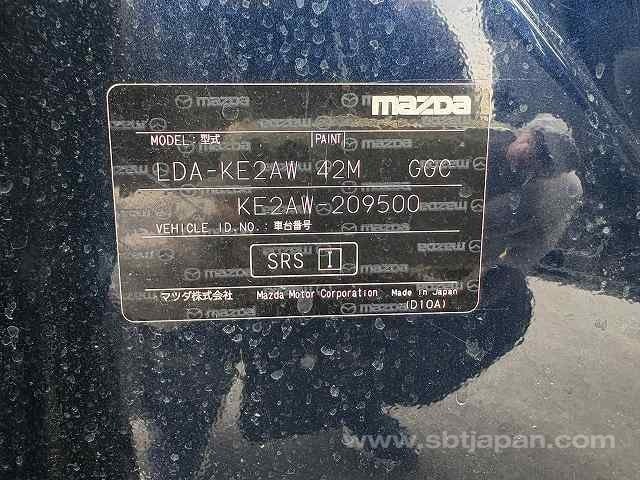 mazda
MODEL: 型式 PAINT
LDA-KE2AW 42M GGC
KE2AW-209500
VEHICLE ID.NO.: 車台番号
SRS I
マツダ株式会社 Mazda Motor Corporation Made in Japan
(D10A)
www.sbtjapan.com